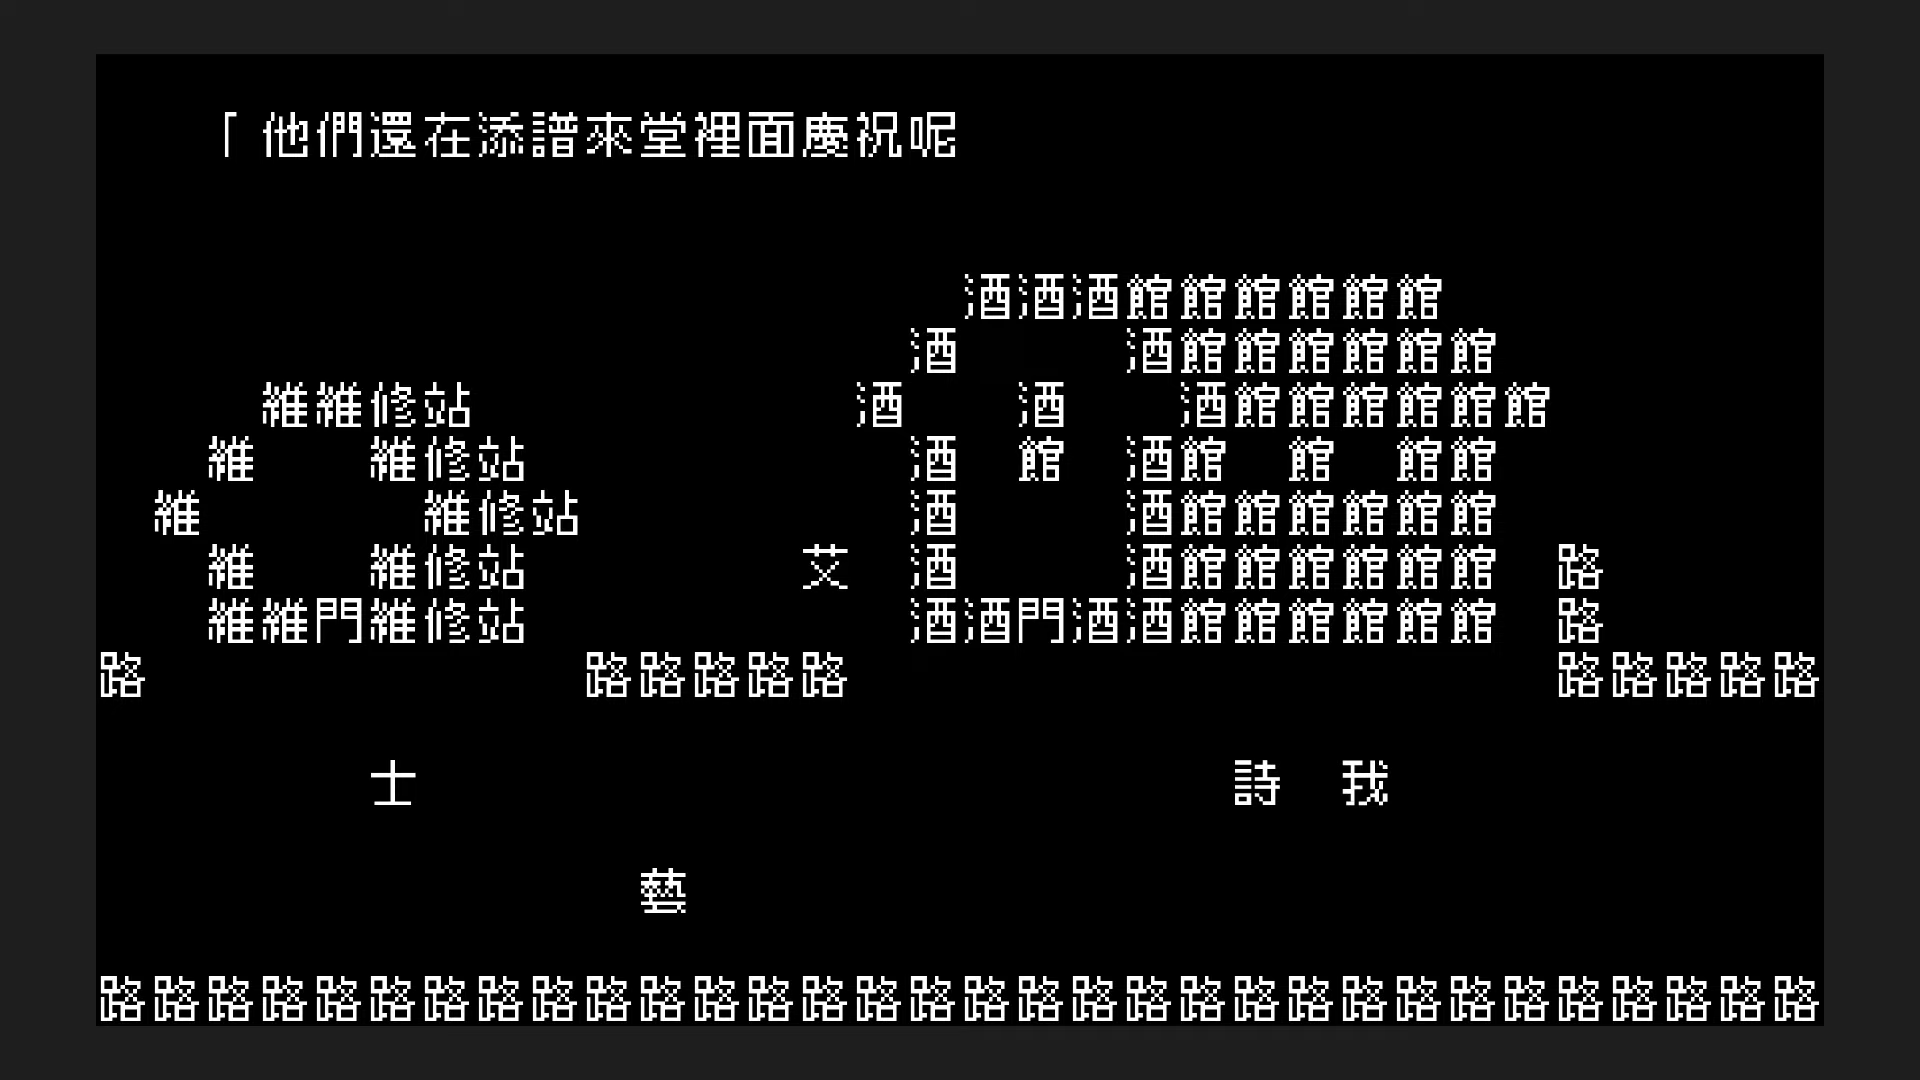 「他們還在添譜來堂裡面慶祝呢
酒酒酒館館館館館館
酒 酒館館館館館館
維維修站 酒 酒 酒館館館館館館
維 維修站 酒 館 酒館 館 館館
維 維修站 酒 酒館館館館館館
維 維修站 艾 酒 酒館館館館館館 路
維維門維修站 酒酒門酒酒館館館館館館 路
路 路路路路路 路路路路路
士 詩 我
藝
路路路路路路路路路路路路路路路路路路路路路路路路路路路路路路路路